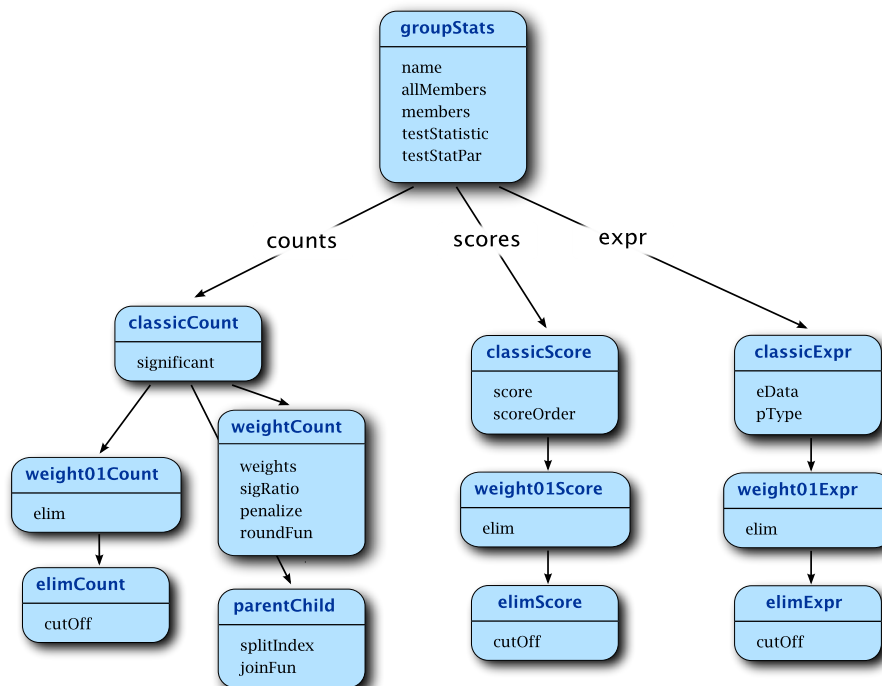 groupStats
name
allMembers
members
testStatistic
testStatPar
counts
scores
expr
classicCount
significant
classicScore
score
scoreOrder
classicExpr
eData
pType
weightCount
weights
sigRatio
penalize
roundFun
weight01Count
elim
weight01Score
elim
weight01Expr
elim
elimCount
cutOff
parentChild
splitIndex
joinFun
elimScore
cutOff
elimExpr
cutOff